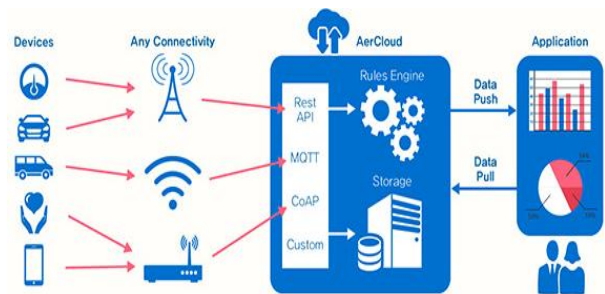 Devices
Any Connectivity
AerCloud
Application
Rules Engine
Rest
API
MQTT
CoAP
Custom
Storage
Data
Push
Data
Pull